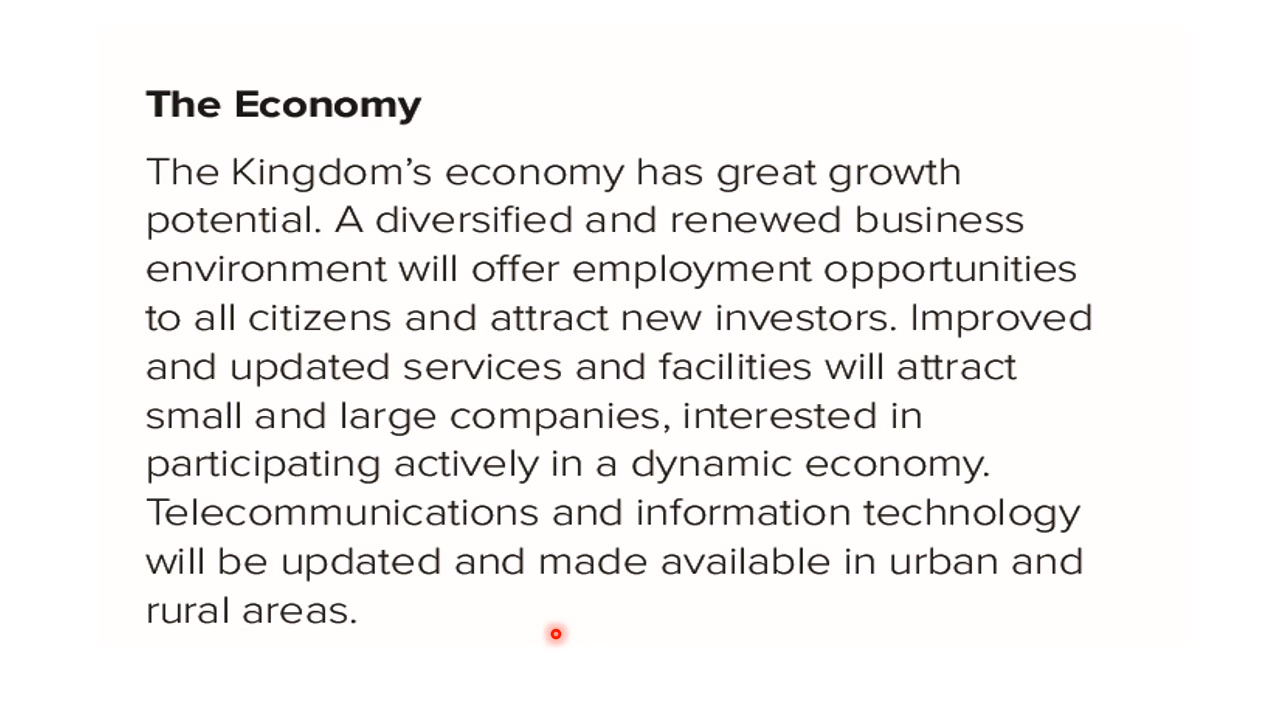 The Economy
The Kingdom’s economy has great growth
potential. A diversified and renewed business
environment will offer employment opportunities
to all citizens and attract new investors. Improved
and updated services and facilities will attract
small and large companies, interested in
participating actively in a dynamic economy.
Telecommunications and information technology
will be updated and made available in urban and
rural areas.